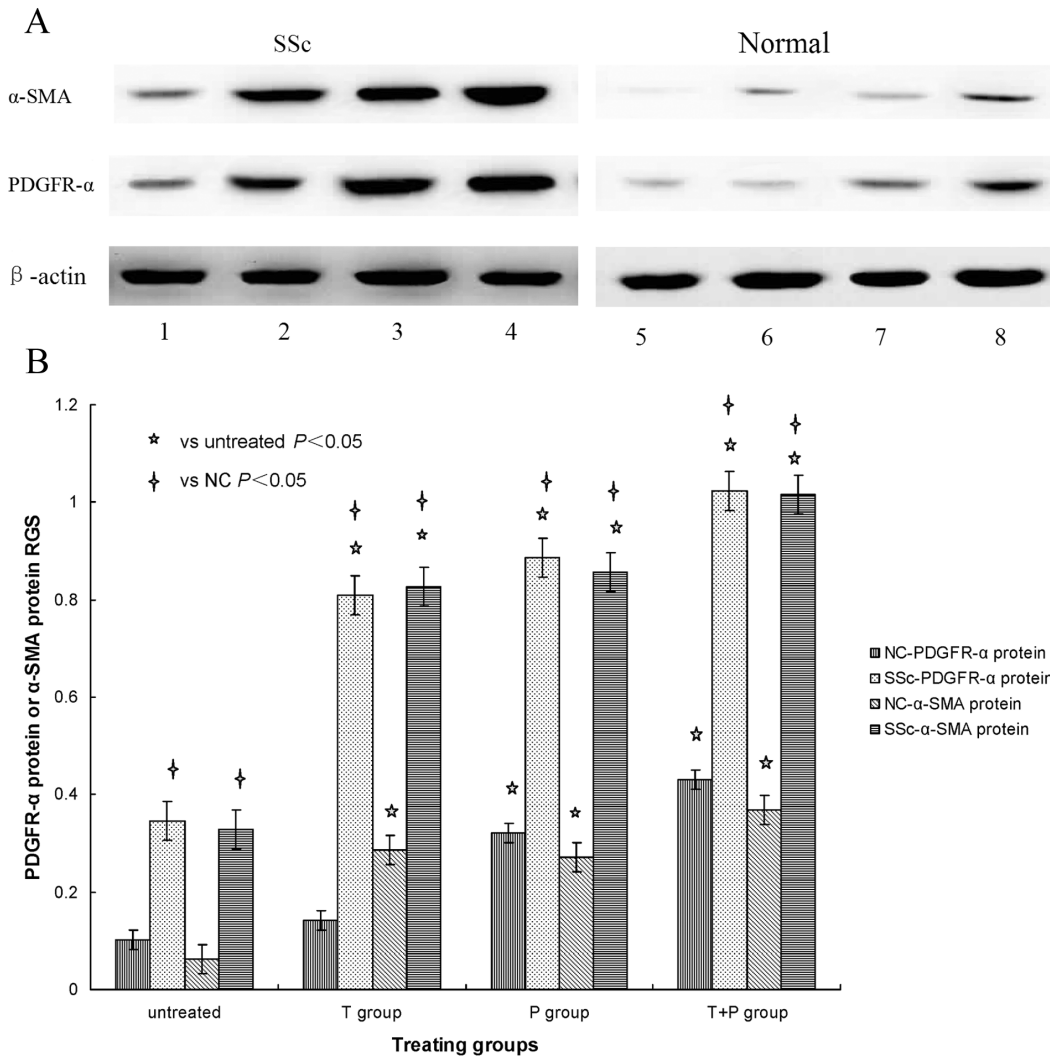 A
SSc
Normal
α-SMA
PDGFR-α
β-actin
1 2 3 4 5 6 7 8
B
PDGFR-α protein or α-SMA protein RGS
1.2
1
0.8
0.6
0.4
0.2
0
☆ vs untreated P<0.05
✧ vs NC P<0.05
NC-PDGFR-α protein
SSc-PDGFR-α protein
NC-α-SMA protein
SSc-α-SMA protein
untreated T group P group T+P group
Treating groups